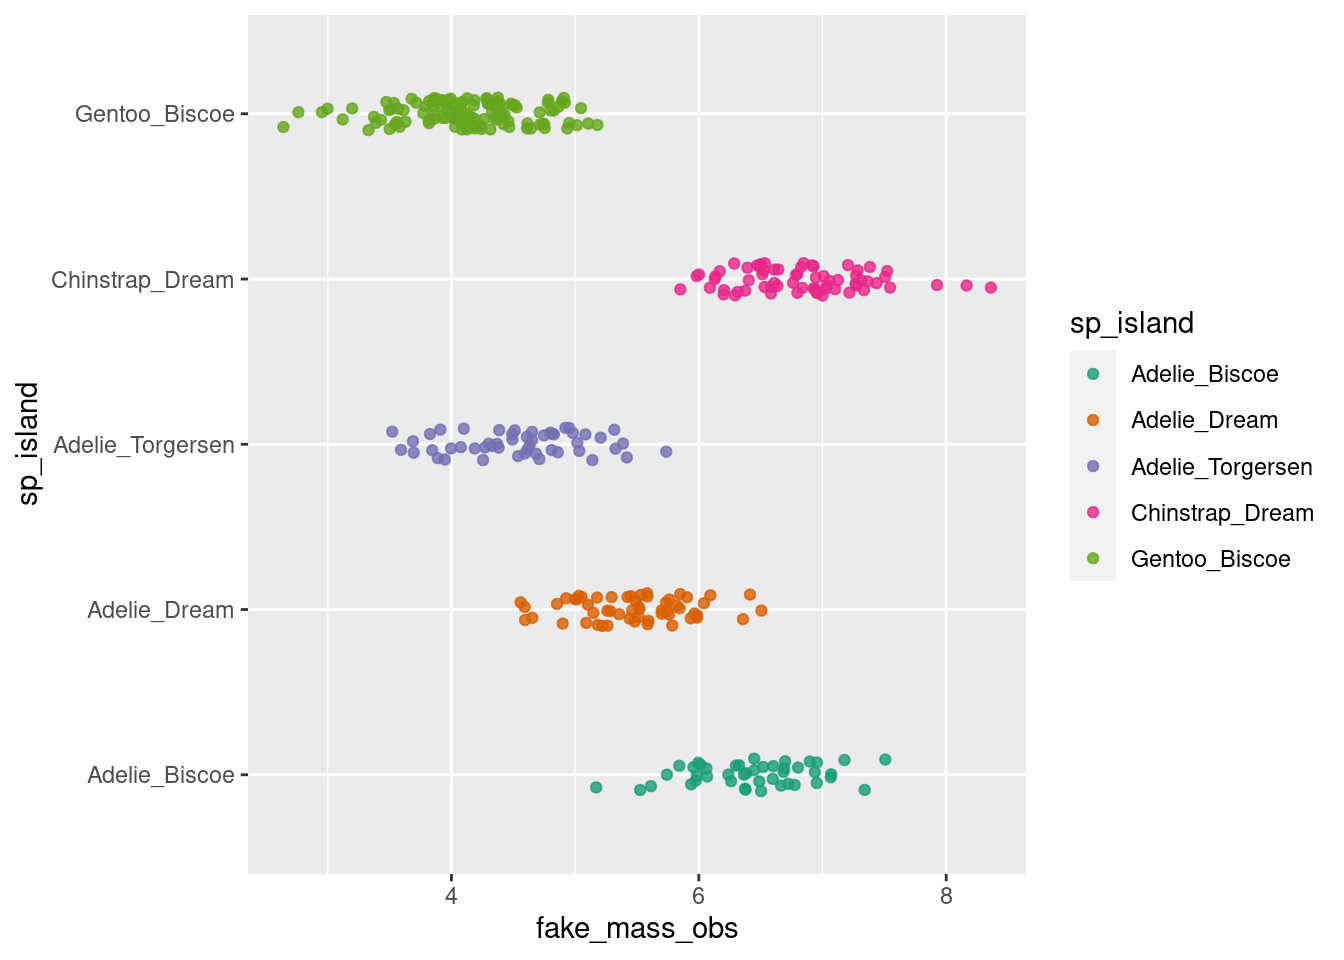 Gentoo_Biscoe
Chinstrap_Dream
Adelie_Torgersen
Adelie_Dream
Adelie_Biscoe
sp_island
4
6
8
fake_mass_obs
sp_island
Adelie_Biscoe
Adelie_Dream
Adelie_Torgersen
Chinstrap_Dream
Gentoo_Biscoe